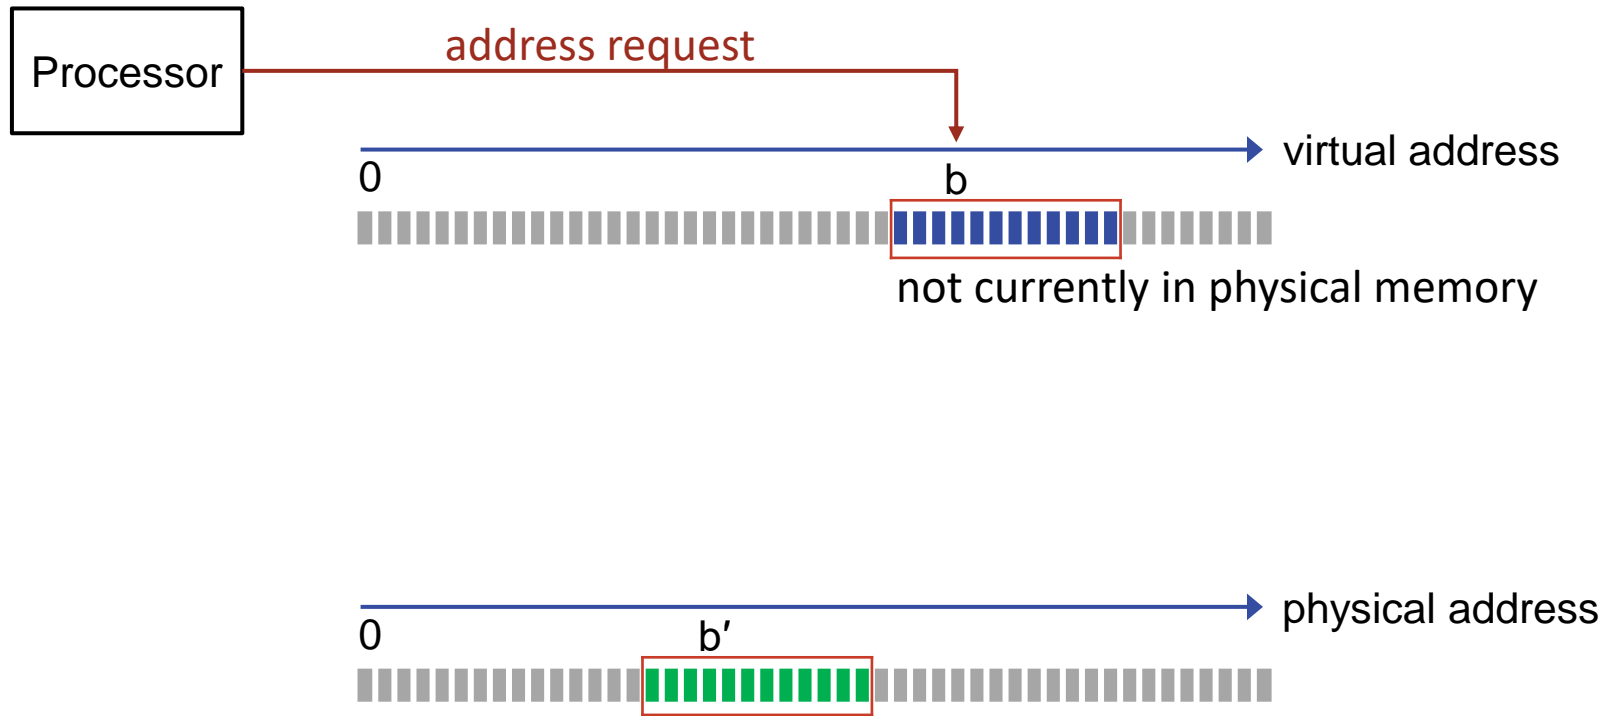 address request
Processor
virtual address
0
b
not currently in physical memory
physical address
0
b′